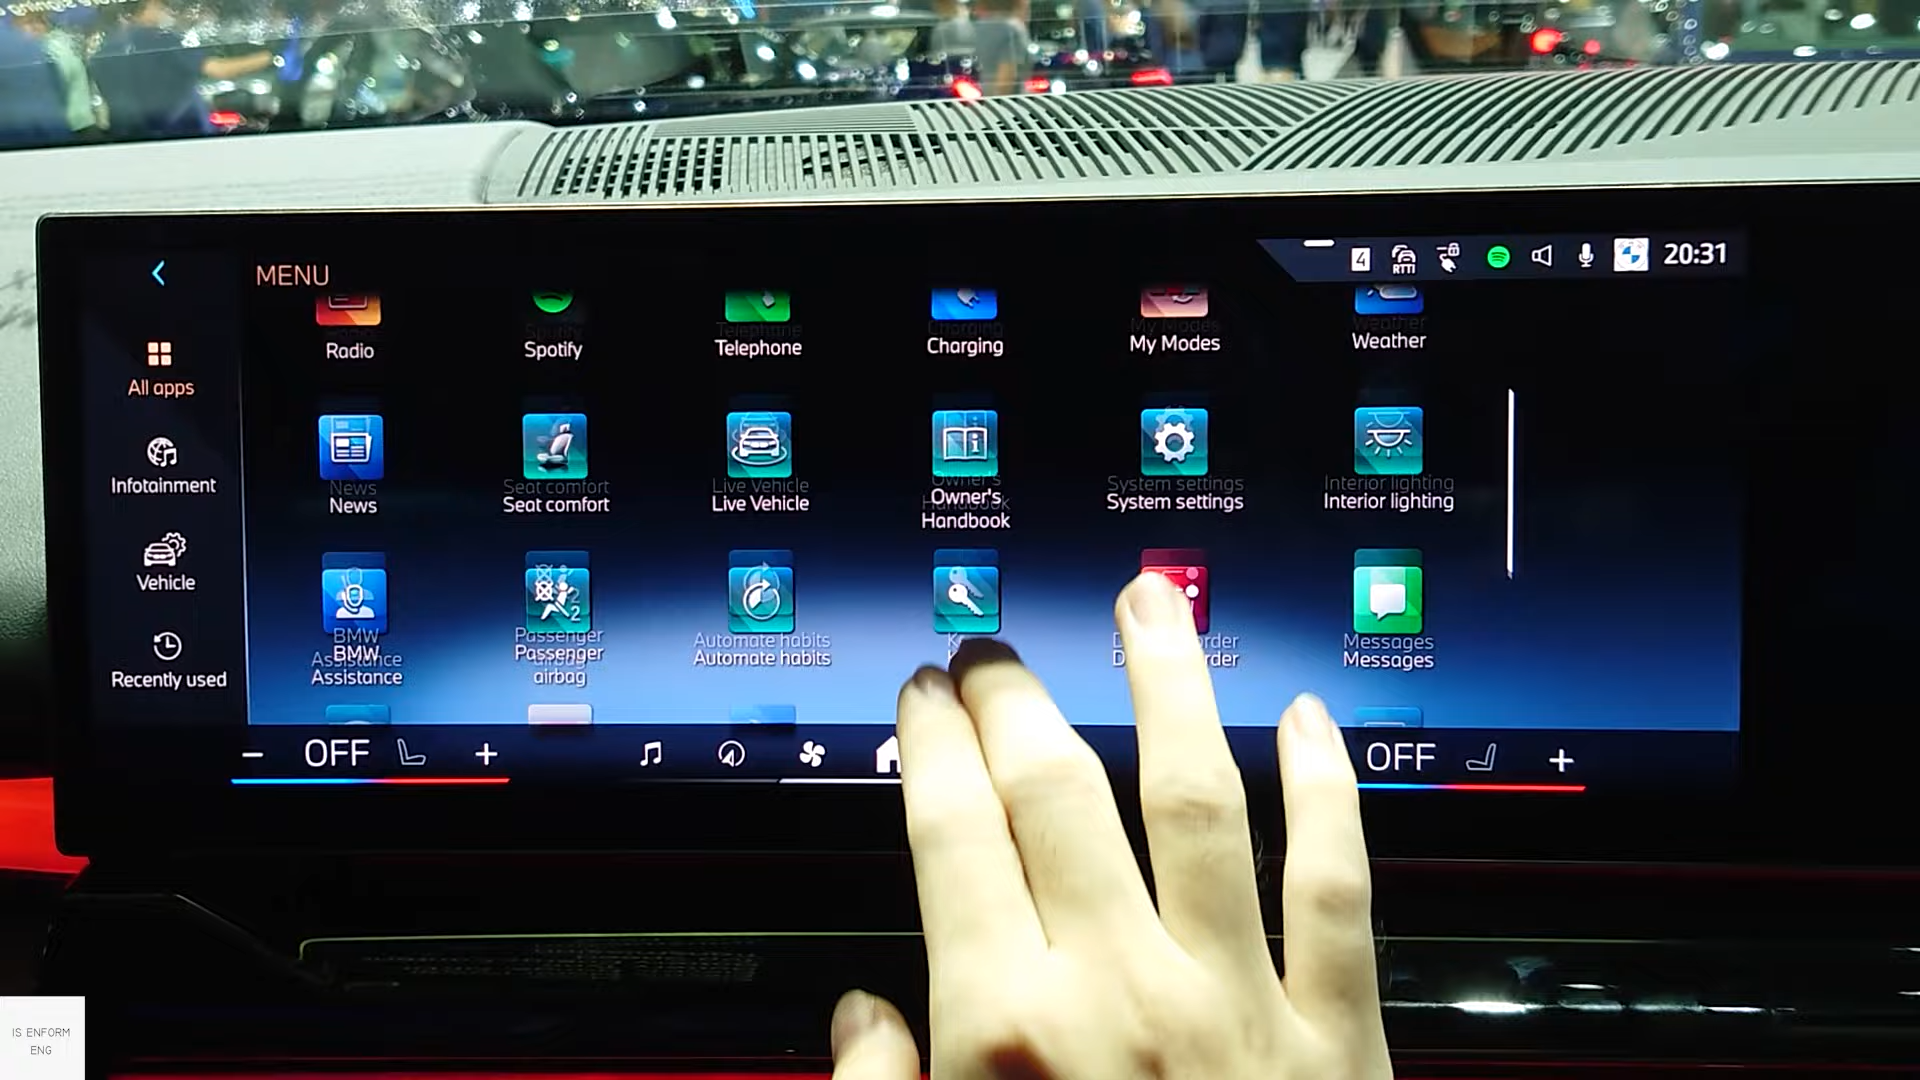 MENU
4
RTTI
20:31
All apps
Infotainment
Vehicle
Recently used
Radio
Spotify
Telephone
Charging
My Modes
Weather
News
Seat comfort
Live Vehicle
Owner's
Handbook
System settings
Interior lighting
BMW
Assistance
Passenger
airbag
Automate habits
Messages
OFF
OFF
IS ENFORM
ENG